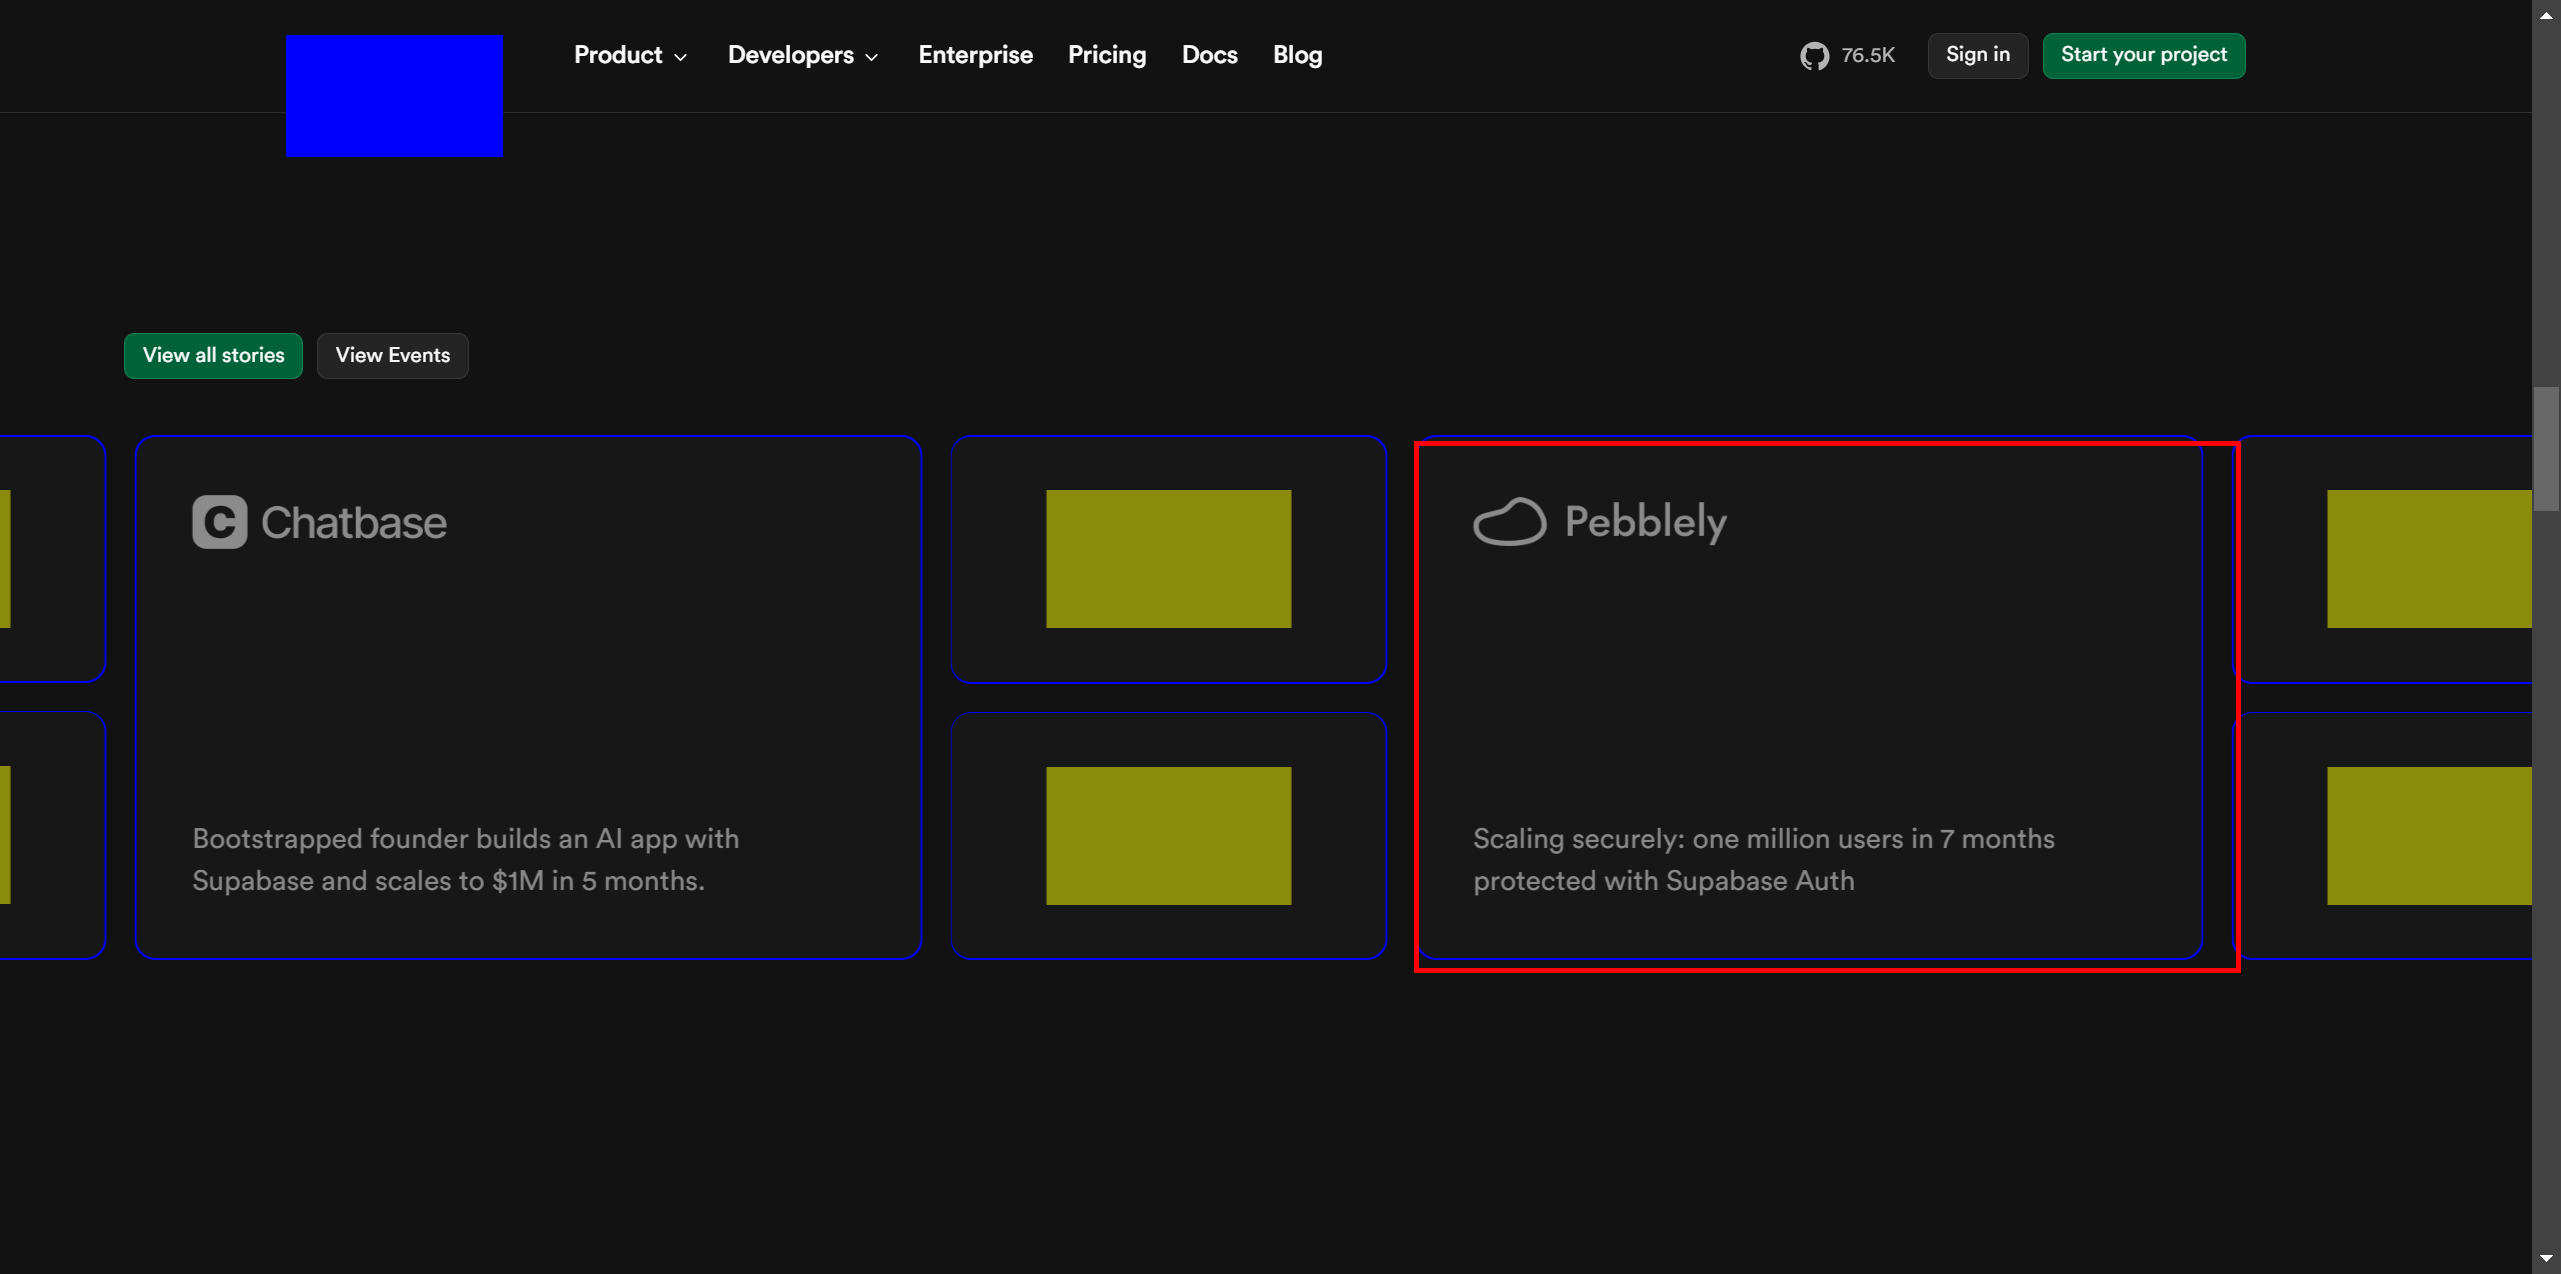 Product Developers Enterprise Pricing Docs Blog 76.5K Sign in Start your project
View all stories View Events
Chatbase
Bootstrapped founder builds an AI app with
Supabase and scales to $1M in 5 months.
Pebblely
Scaling securely: one million users in 7 months
protected with Supabase Auth